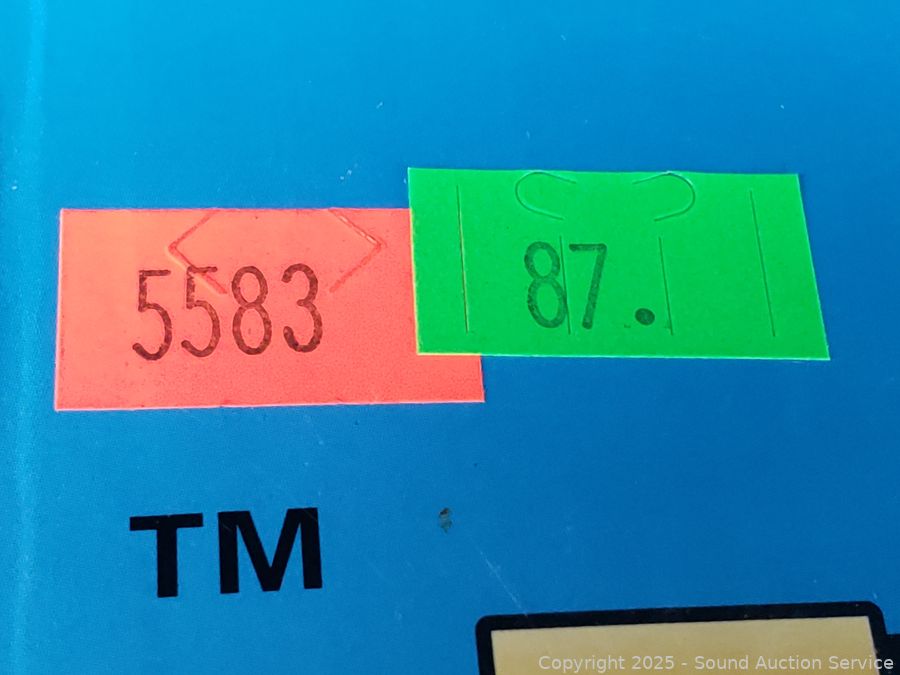 5583
87.
TM
Copyright 2025 - Sound Auction Service